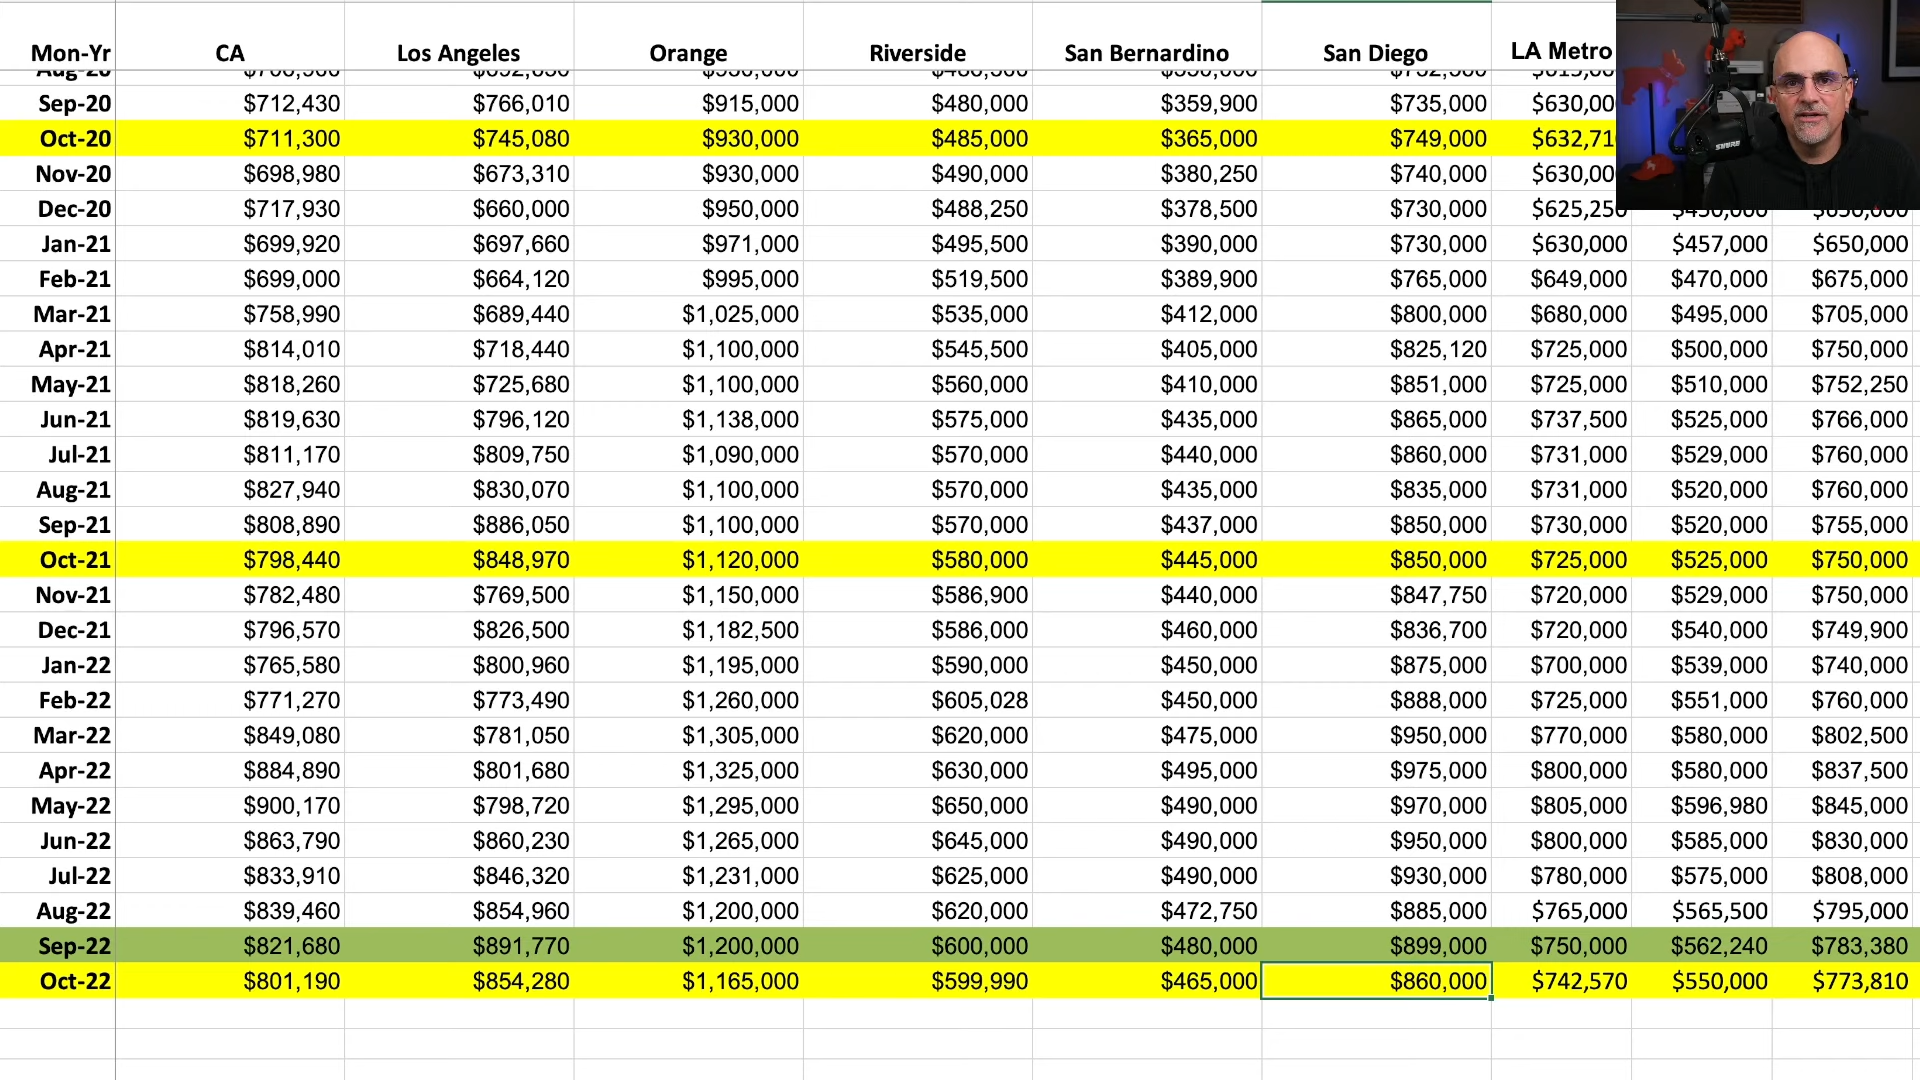 Mon-Yr CA Los Angeles Orange Riverside San Bernardino San Diego LA Metro
Sep-20 $712,430 $766,010 $915,000 $480,000 $359,900 $735,000 $630,00
Oct-20 $711,300 $745,080 $930,000 $485,000 $365,000 $749,000 $632,71
Nov-20 $698,980 $673,310 $930,000 $490,000 $380,250 $740,000 $630,00
SHURE
Dec-20 $717,930 $660,000 $950,000 $488,250 $378,500 $730,000 $625,250
Jan-21 $699,920 $697,660 $971,000 $495,500 $390,000 $730,000 $630,000 $457,000 $650,000
Feb-21 $699,000 $664,120 $995,000 $519,500 $389,900 $765,000 $649,000 $470,000 $675,000
Mar-21 $758,990 $689,440 $1,025,000 $535,000 $412,000 $800,000 $680,000 $495,000 $705,000
Apr-21 $814,010 $718,440 $1,100,000 $545,500 $405,000 $825,120 $725,000 $500,000 $750,000
May-21 $818,260 $725,680 $1,100,000 $560,000 $410,000 $851,000 $725,000 $510,000 $752,250
Jun-21 $819,630 $796,120 $1,138,000 $575,000 $435,000 $865,000 $737,500 $525,000 $766,000
Jul-21 $811,170 $809,750 $1,090,000 $570,000 $440,000 $860,000 $731,000 $529,000 $760,000
Aug-21 $827,940 $830,070 $1,100,000 $570,000 $435,000 $835,000 $731,000 $520,000 $760,000
Sep-21 $808,890 $886,050 $1,100,000 $570,000 $437,000 $850,000 $730,000 $520,000 $755,000
Oct-21 $798,440 $848,970 $1,120,000 $580,000 $445,000 $850,000 $725,000 $525,000 $750,000
Nov-21 $782,480 $769,500 $1,150,000 $586,900 $440,000 $847,750 $720,000 $529,000 $750,000
Dec-21 $796,570 $826,500 $1,182,500 $586,000 $460,000 $836,700 $720,000 $540,000 $749,900
Jan-22 $765,580 $800,960 $1,195,000 $590,000 $450,000 $875,000 $700,000 $539,000 $740,000
Feb-22 $771,270 $773,490 $1,260,000 $605,028 $450,000 $888,000 $725,000 $551,000 $760,000
Mar-22 $849,080 $781,050 $1,305,000 $620,000 $475,000 $950,000 $770,000 $580,000 $802,500
Apr-22 $884,890 $801,680 $1,325,000 $630,000 $495,000 $975,000 $800,000 $580,000 $837,500
May-22 $900,170 $798,720 $1,295,000 $650,000 $490,000 $970,000 $805,000 $596,980 $845,000
Jun-22 $863,790 $860,230 $1,265,000 $645,000 $490,000 $950,000 $800,000 $585,000 $830,000
Jul-22 $833,910 $846,320 $1,231,000 $625,000 $490,000 $930,000 $780,000 $575,000 $808,000
Aug-22 $839,460 $854,960 $1,200,000 $620,000 $472,750 $885,000 $765,000 $565,500 $795,000
Sep-22 $821,680 $891,770 $1,200,000 $600,000 $480,000 $899,000 $750,000 $562,240 $783,380
Oct-22 $801,190 $854,280 $1,165,000 $599,990 $465,000 $860,000 $742,570 $550,000 $773,810